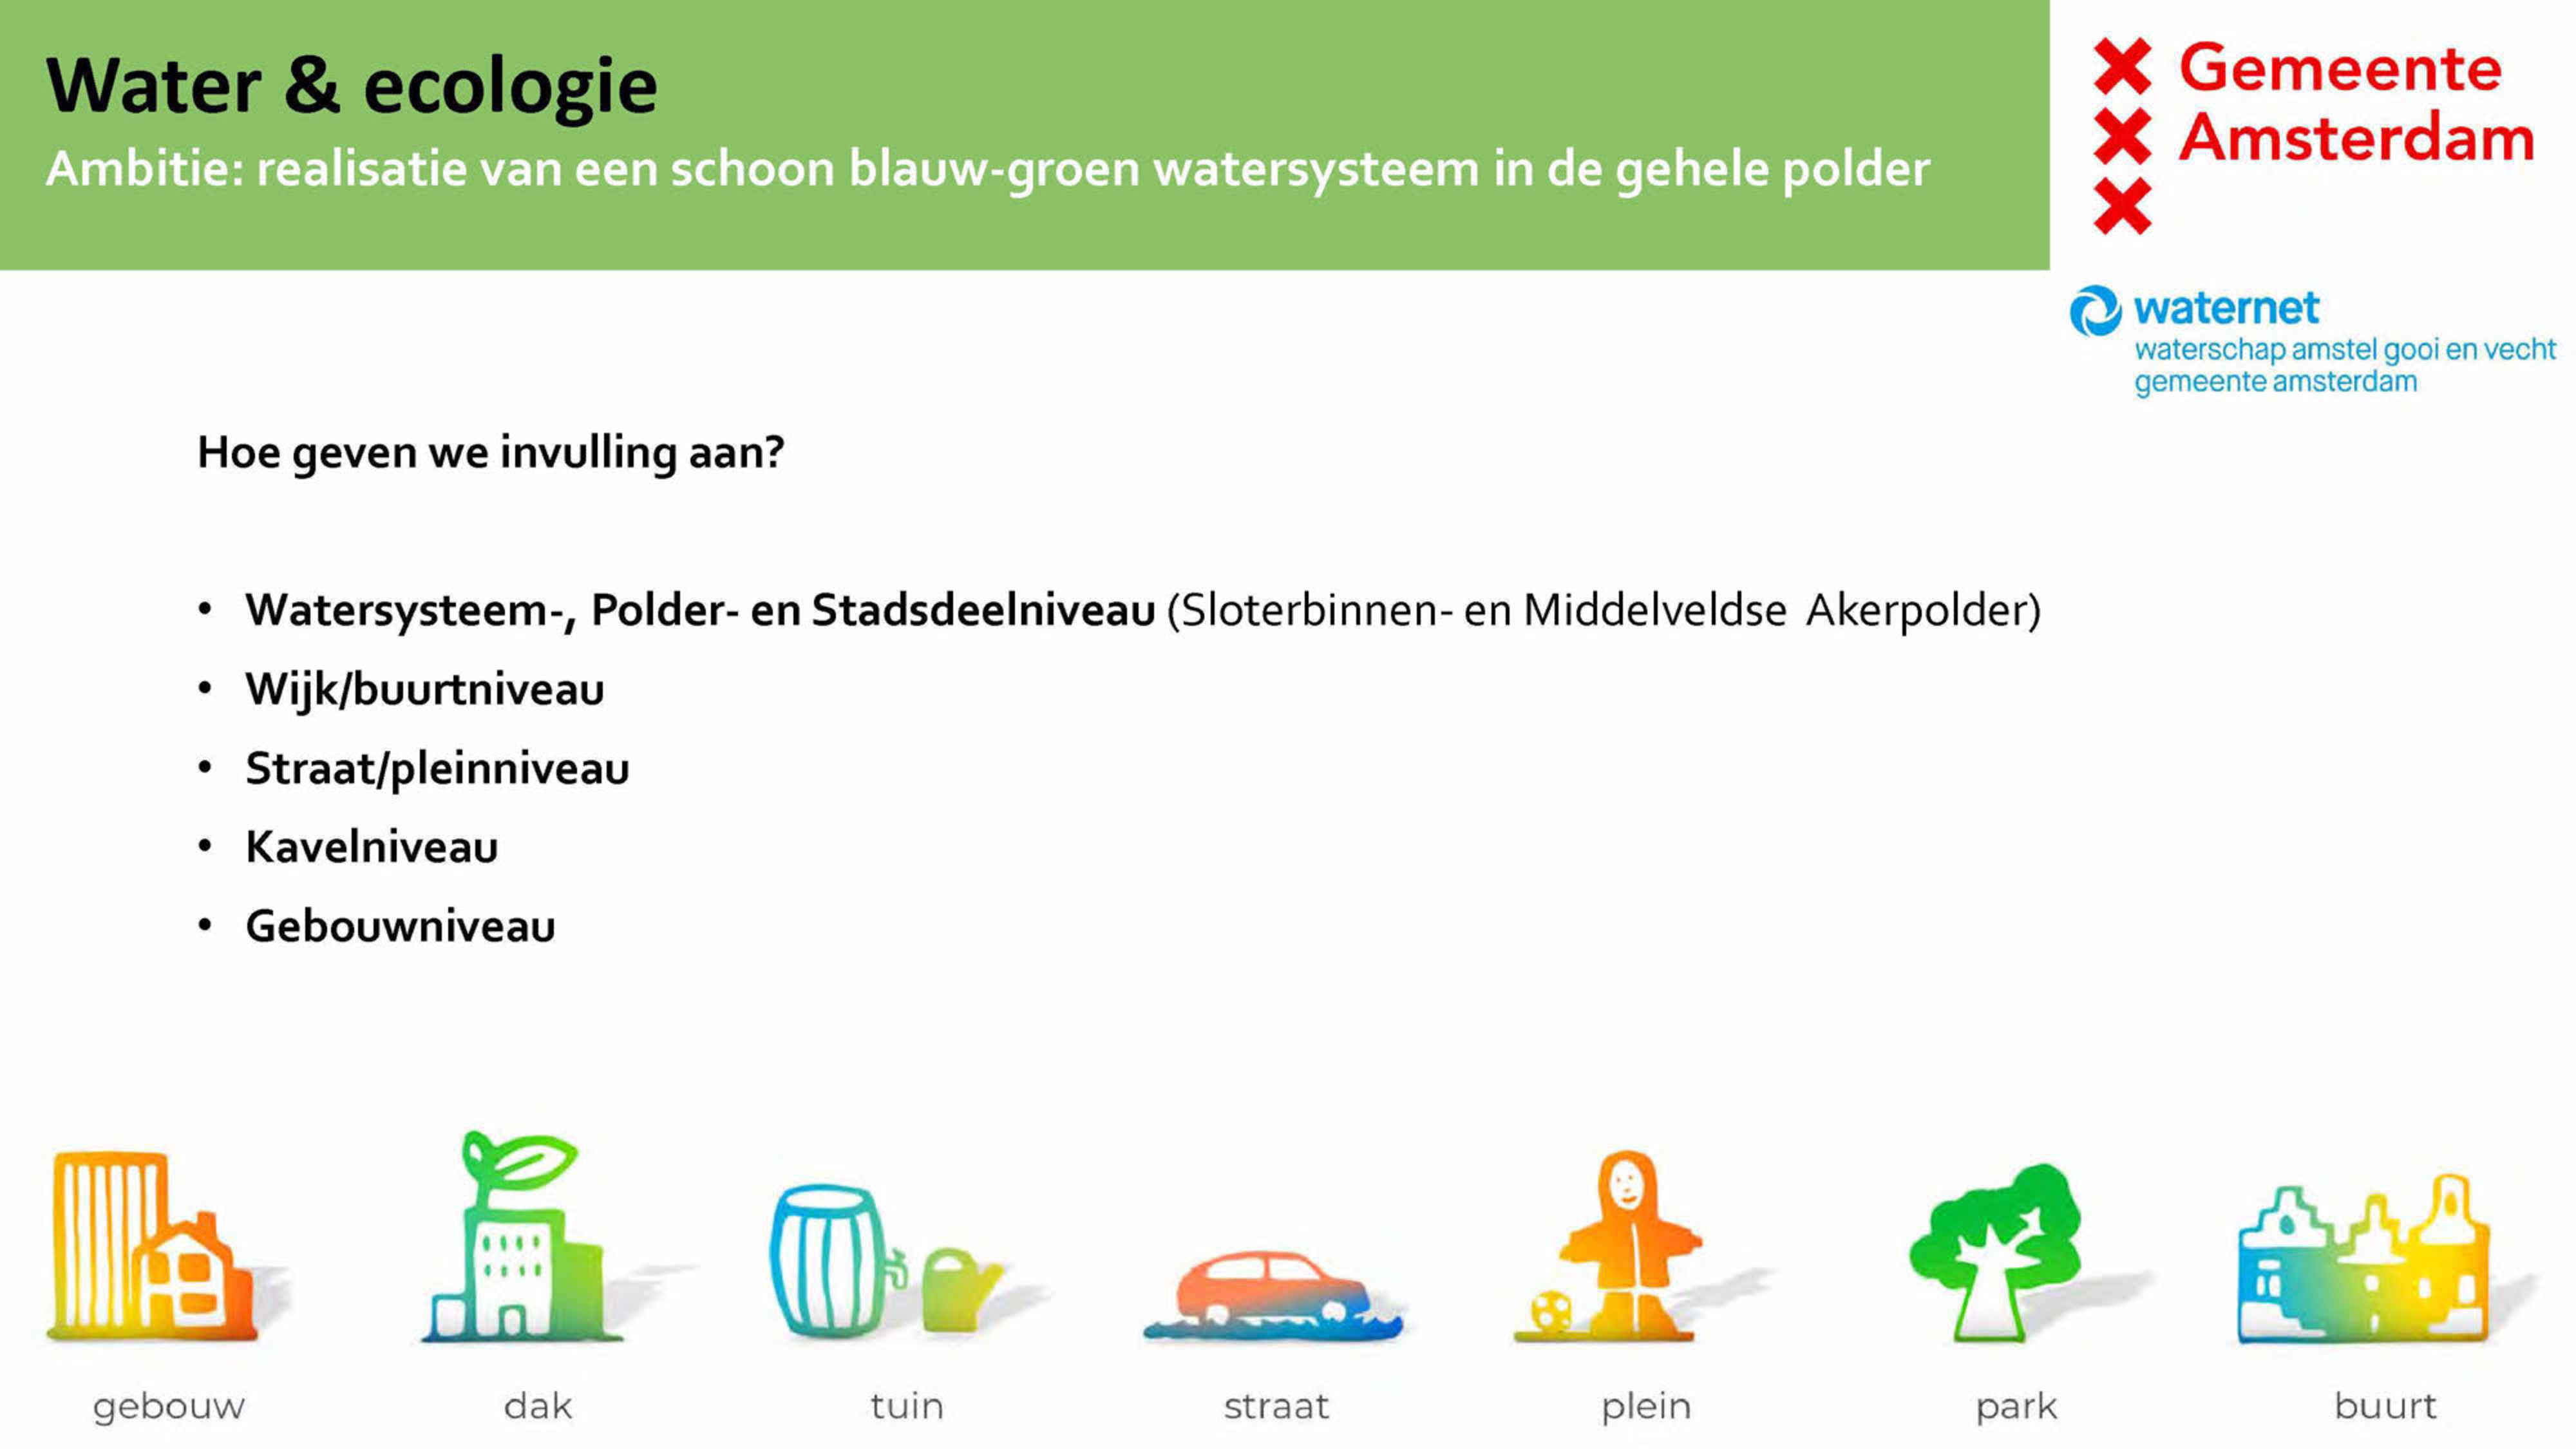 Water & ecologie
Ambitie: realisatie van een schoon blauw-groen watersysteem in de gehele polder
Gemeente
Amsterdam
waternet
waterschap amstel gooi en vecht
gemeente amsterdam
Hoe geven we invulling aan?
• Watersysteem-, Polder- en Stadsdeelniveau (Sloterbinnen- en Middelveldse Akerpolder)
• Wijk/buurtniveau
• Straat/pleinniveau
• Kavelniveau
• Gebouwniveau
gebouw
dak
tuin
straat
plein
park
buurt